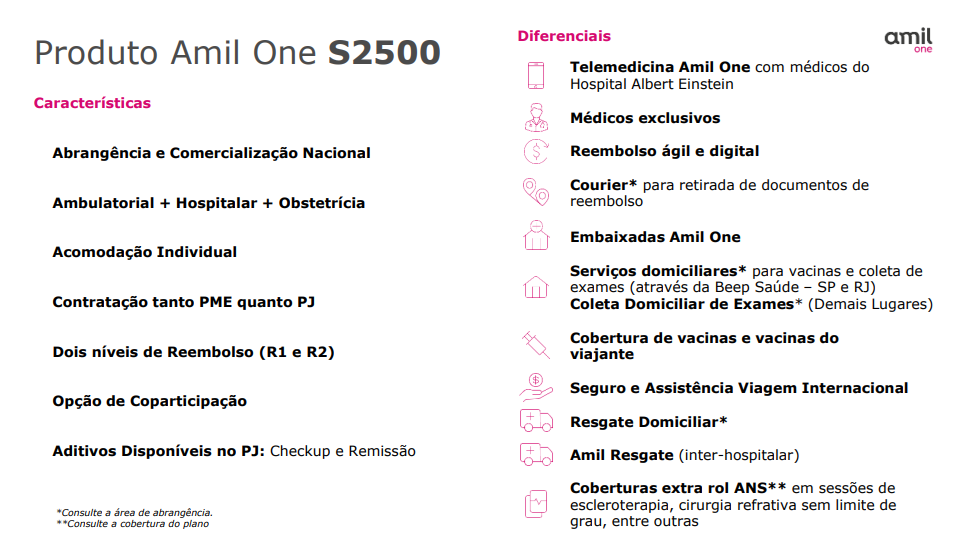 Produto Amil One S2500
Características
Abrangência e Comercialização Nacional
Ambulatorial + Hospitalar + Obstetrícia
Acomodação Individual
Contratação tanto PME quanto PJ
Dois níveis de Reembolso (R1 e R2)
Opção de Coparticipação
Aditivos Disponíveis no PJ: Checkup e Remissão
*Consulte a área de abrangência.
**Consulte a cobertura do plano
Diferenciais
amil
one
Telemedicina Amil One com médicos do
Hospital Albert Einstein
Médicos exclusivos
Reembolso ágil e digital
Courier* para retirada de documentos de
reembolso
Embaixadas Amil One
Serviços domiciliares* para vacinas e coleta de
exames (através da Beep Saúde – SP e RJ)
Coleta Domiciliar de Exames* (Demais Lugares)
Cobertura de vacinas e vacinas do
viajante
Seguro e Assistência Viagem Internacional
Resgate Domiciliar*
Amil Resgate (inter-hospitalar)
Coberturas extra rol ANS** em sessões de
escleroterapia, cirurgia refrativa sem limite de
grau, entre outras